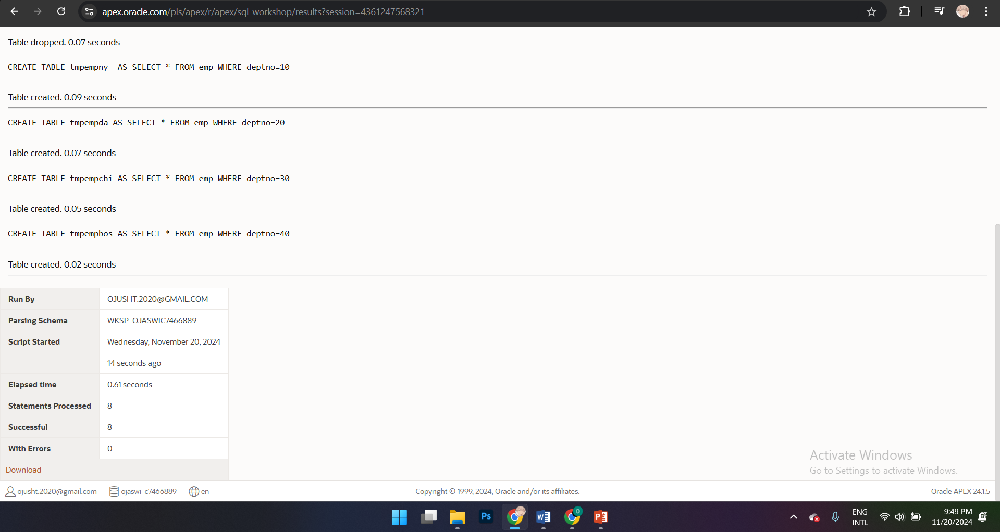 apex.oracle.com/pls/apex/r/apex/sql-workshop/results?session=4361247568321
Table dropped. 0.07 seconds
CREATE TABLE tmpempny  AS SELECT * FROM emp WHERE deptno=10
Table created. 0.09 seconds
CREATE TABLE tmpempda AS SELECT * FROM emp WHERE deptno=20
Table created. 0.07 seconds
CREATE TABLE tmpempchi AS SELECT * FROM emp WHERE deptno=30
Table created. 0.05 seconds
CREATE TABLE tmpempbos AS SELECT * FROM emp WHERE deptno=40
Table created. 0.02 seconds
Run By OJUSHT.2020@GMAIL.COM
Parsing Schema WKSP_OJASWIC7466889
Script Started Wednesday, November 20, 2024
14 seconds ago
Elapsed time 0.61 seconds
Statements Processed 8
Successful 8
With Errors 0
Download
Activate Windows
Go to Settings to activate Windows.
ojusht.2020@gmail.com ojaswi_c7466889 en Copyright © 1999, 2024, Oracle and/or its affiliates. Oracle APEX 24.1.5
Ps W O P
ENG
INTL
9:49 PM
11/20/2024